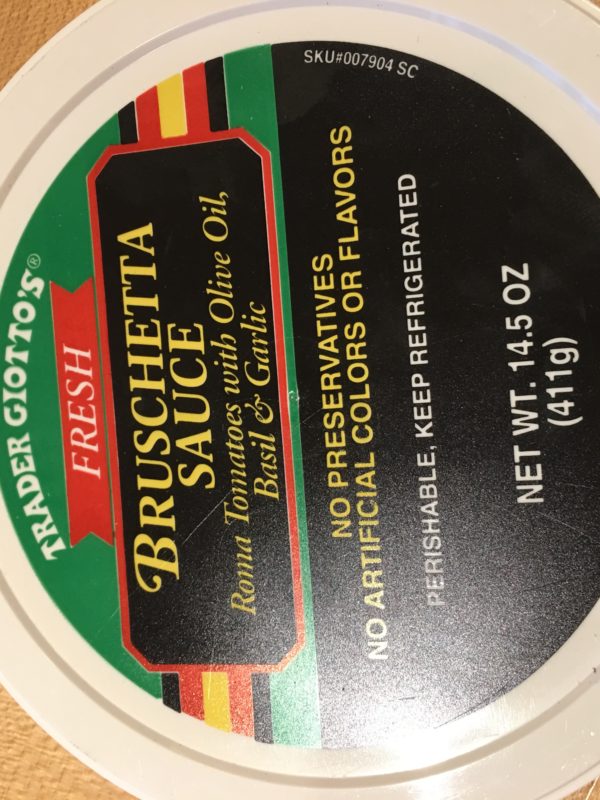 TRADER GIOTTO'S®
FRESH
BRUSCHETTA
SAUCE
Roma Tomatoes with Olive Oil,
Basil & Garlic
NO PRESERVATIVES
NO ARTIFICIAL COLORS OR FLAVORS
PERISHABLE, KEEP REFRIGERATED
NET WT. 14.5 OZ
(411g)
SKU#007904 SC